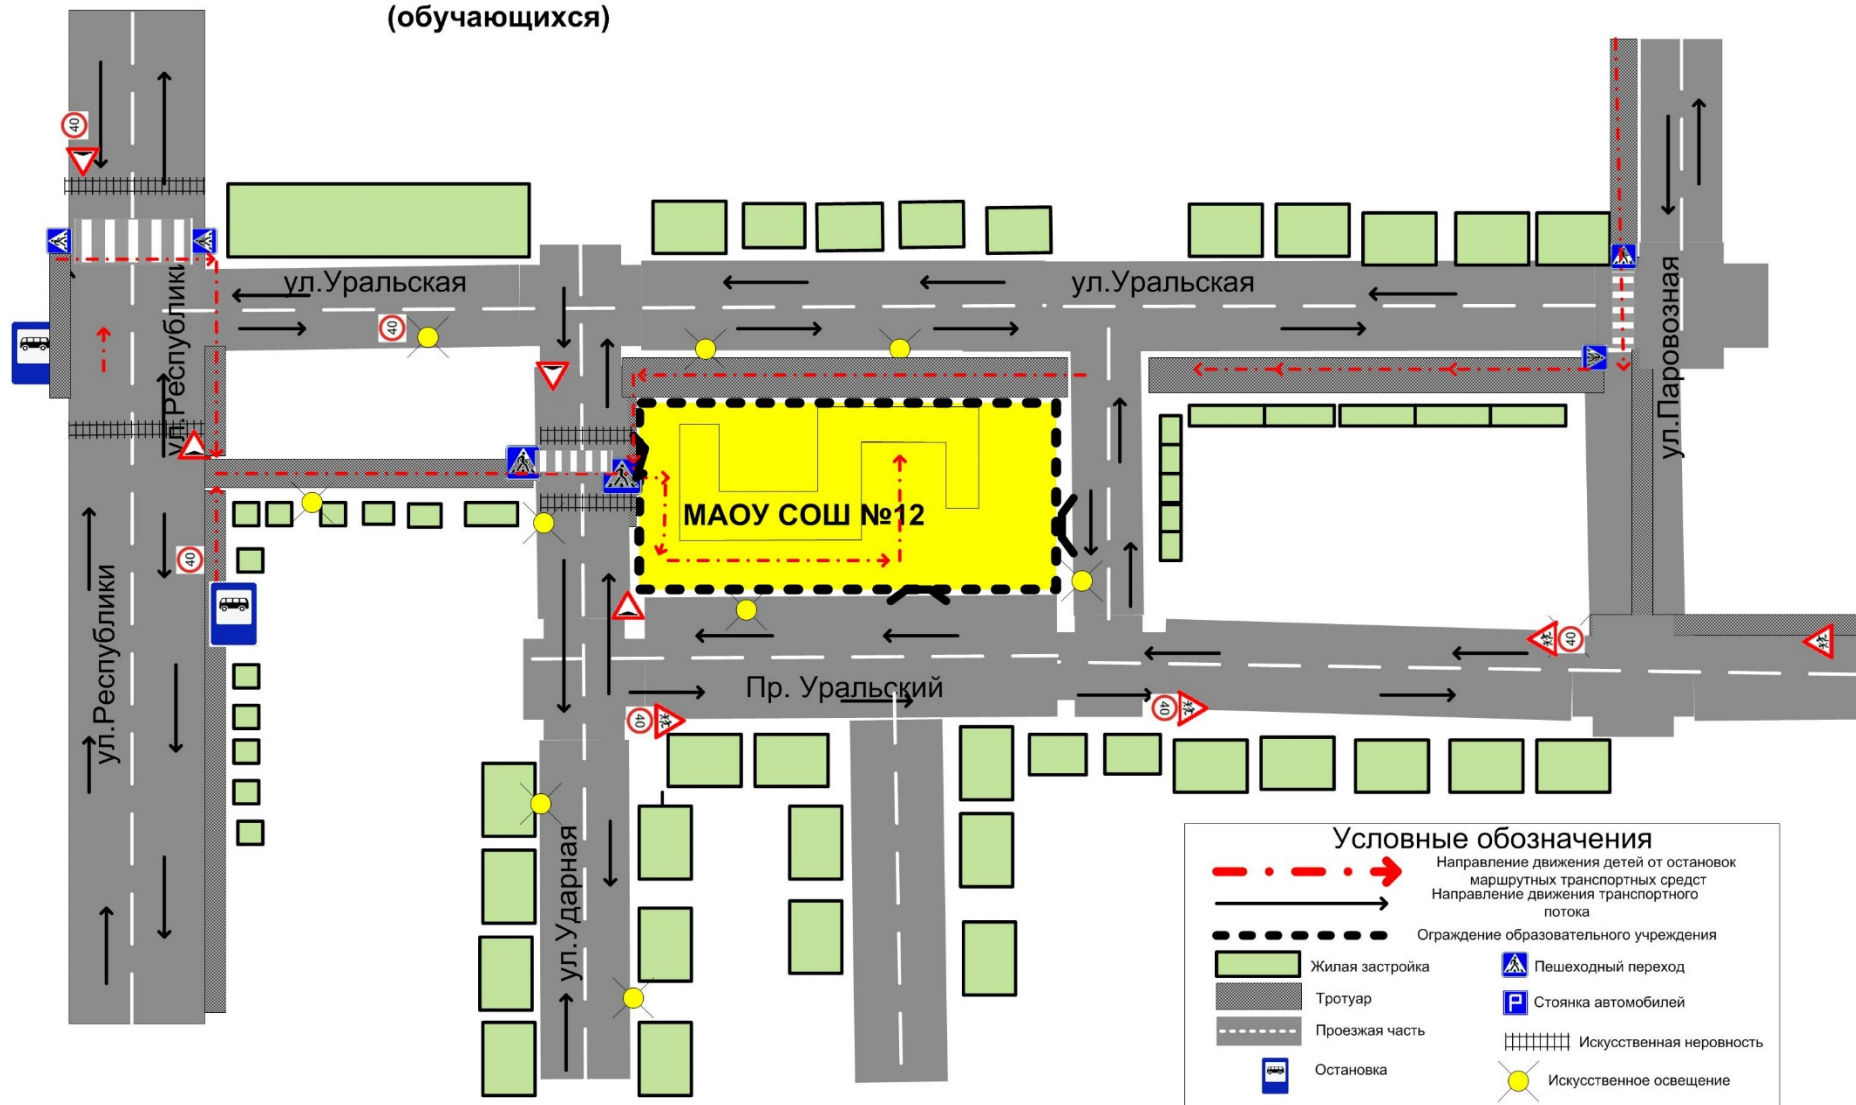 (обучающихся)
40
ул.Уральская
ул.Уральская
ул.Республики
ул.Паровозная
40
МАОУ СОШ №12
40
ул.Республики
40
Пр. Уральский
40
40
ул.Ударная
Условные обозначения
Направление движения детей от остановок
маршрутных транспортных средст
Направление движения транспортного
потока
Ограждение образовательного учреждения
Жилая застройка
Пешеходный переход
Тротуар
P Стоянка автомобилей
Проезжая часть
Искусственная неровность
Остановка
Искусственное освещение